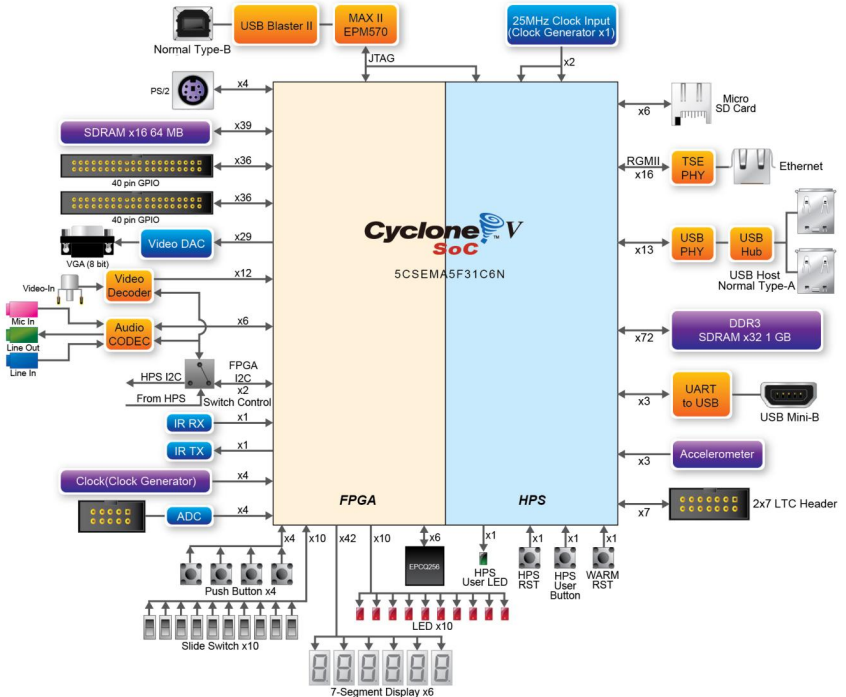 USB Blaster II
MAX II
EPM570
25MHz Clock Input
(Clock Generator x1)
Normal Type-B
JTAG
x2
PS/2
x4
x6
Micro
SD Card
SDRAM x16 64 MB
x39
x36
40 pin GPIO
RGMII
x16
TSE
PHY
Ethernet
x36
40 pin GPIO
Cyclone V
SoC
5CSEMA5F31C6N
VGA (8 bit)
Video DAC
x29
x13
USB
PHY
USB
Hub
USB Host
Normal Type-A
Video-In
Video
Decoder
x12
Mic In
Line Out
Line In
Audio
CODEC
x6
x72
DDR3
SDRAM x32 1 GB
HPS I2C
FPGA
I2C
x2
From HPS
Switch Control
x3
UART
to USB
USB Mini-B
IR RX
x1
IR TX
x1
x3
Accelerometer
Clock(Clock Generator)
x4
ADC
x4
FPGA
HPS
x7
2x7 LTC Header
x4
x10
x42
x10
x6
x1
x1
x1
x1
EPCQ256
HPS
User LED
HPS
RST
HPS
User
Button
WARM
RST
Push Button x4
LED x10
Slide Switch x10
7-Segment Display x6